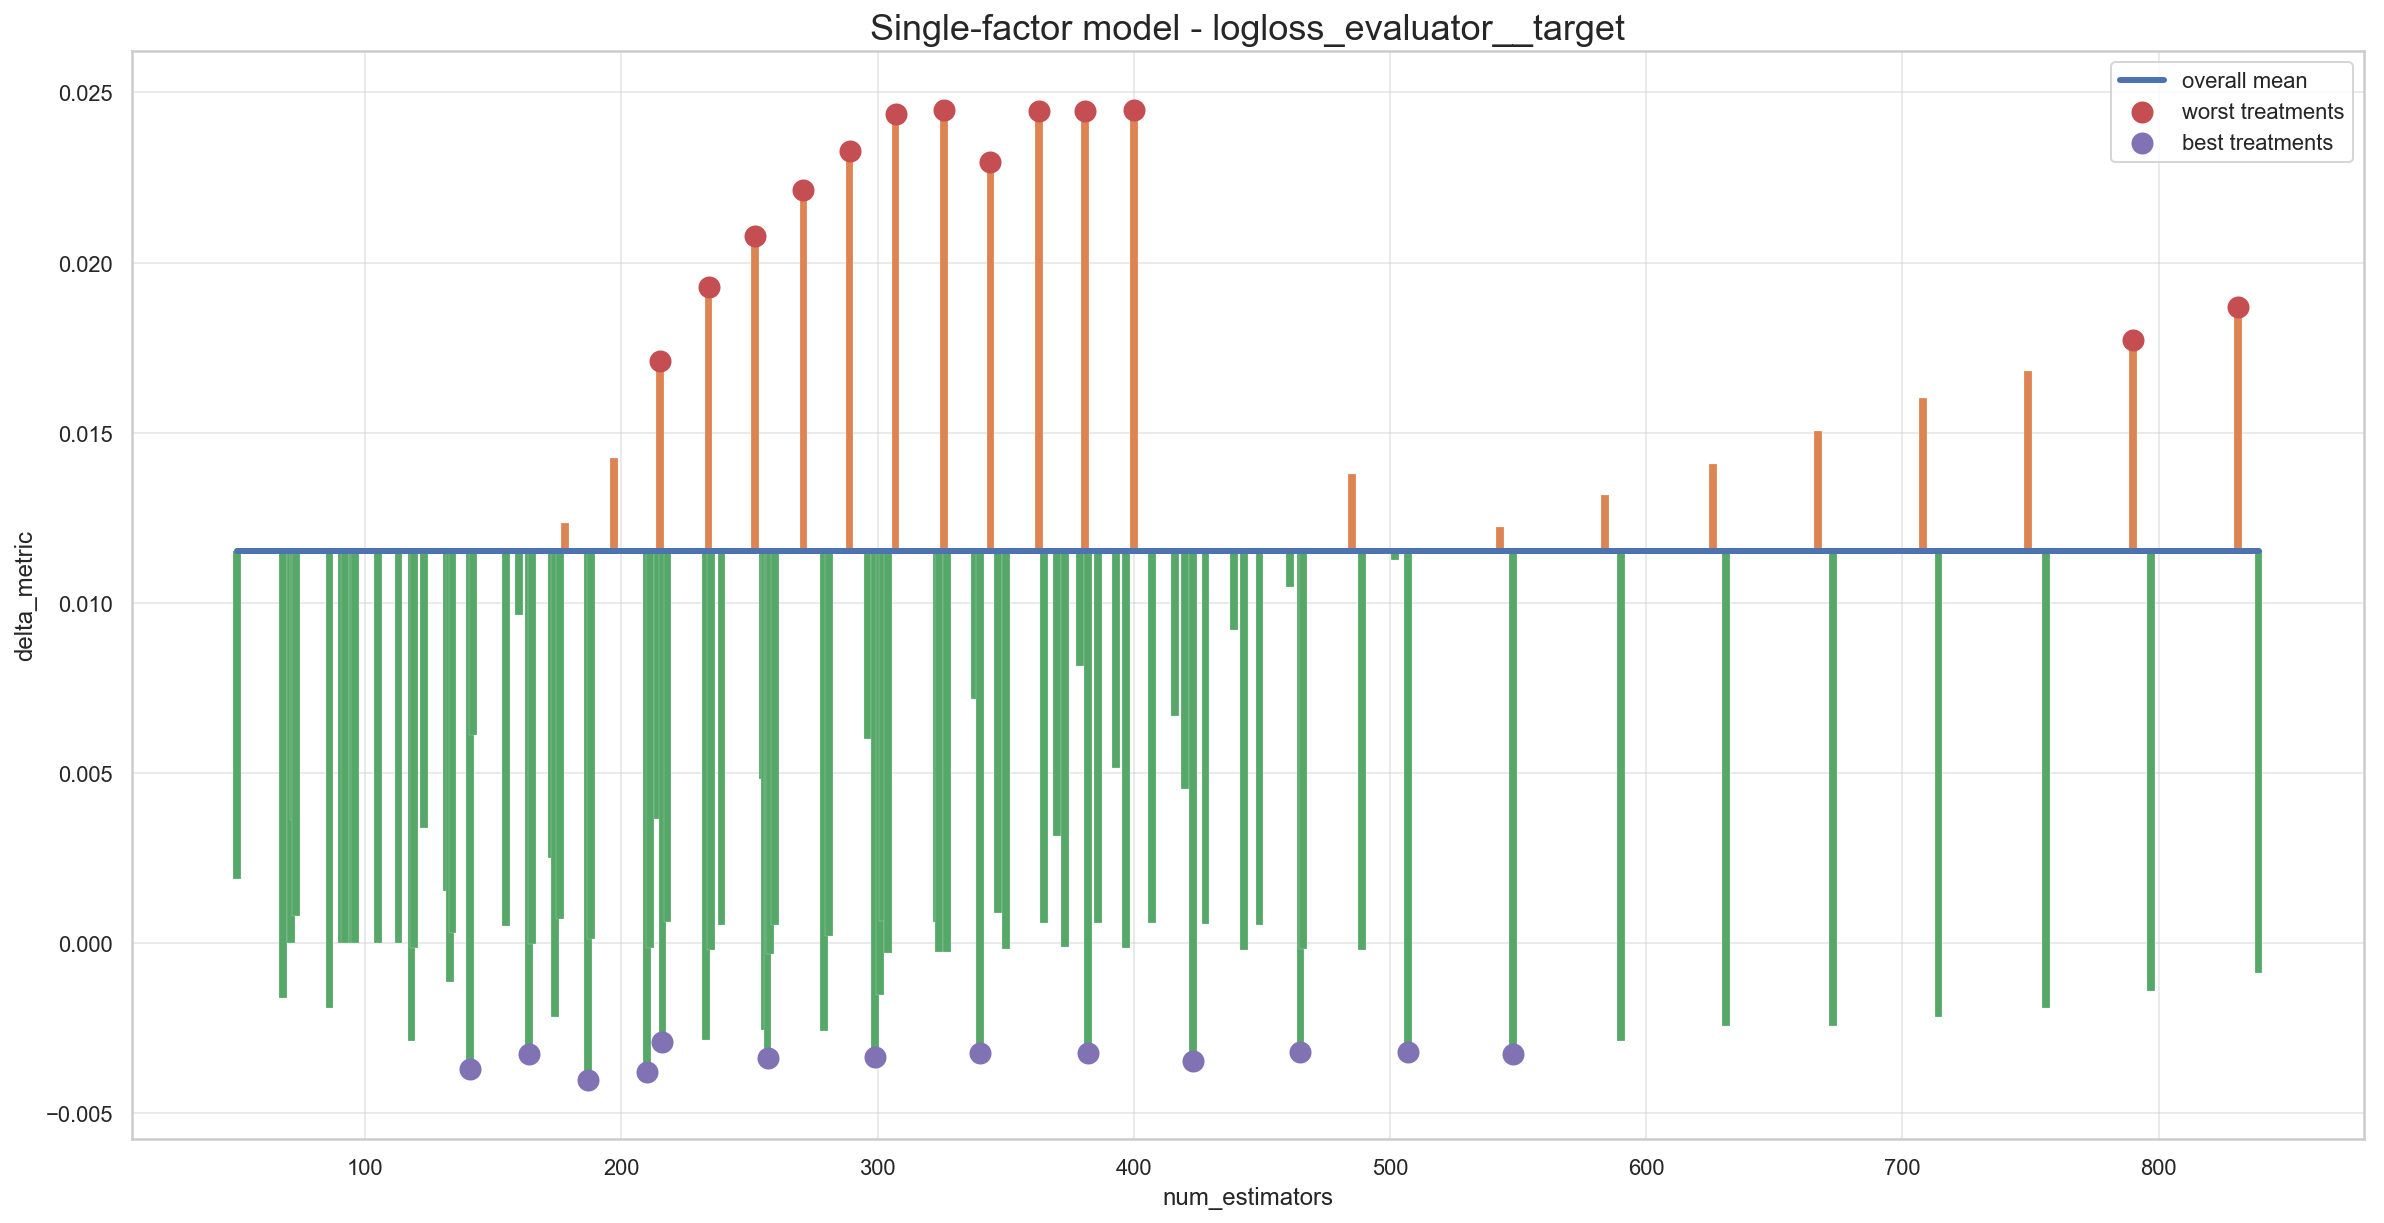 Single-factor model - logloss_evaluator__target
overall mean
worst treatments
best treatments
0.025
0.020
0.015
0.010
0.005
0.000
−0.005
delta_metric
100 200 300 400 500 600 700 800
num_estimators